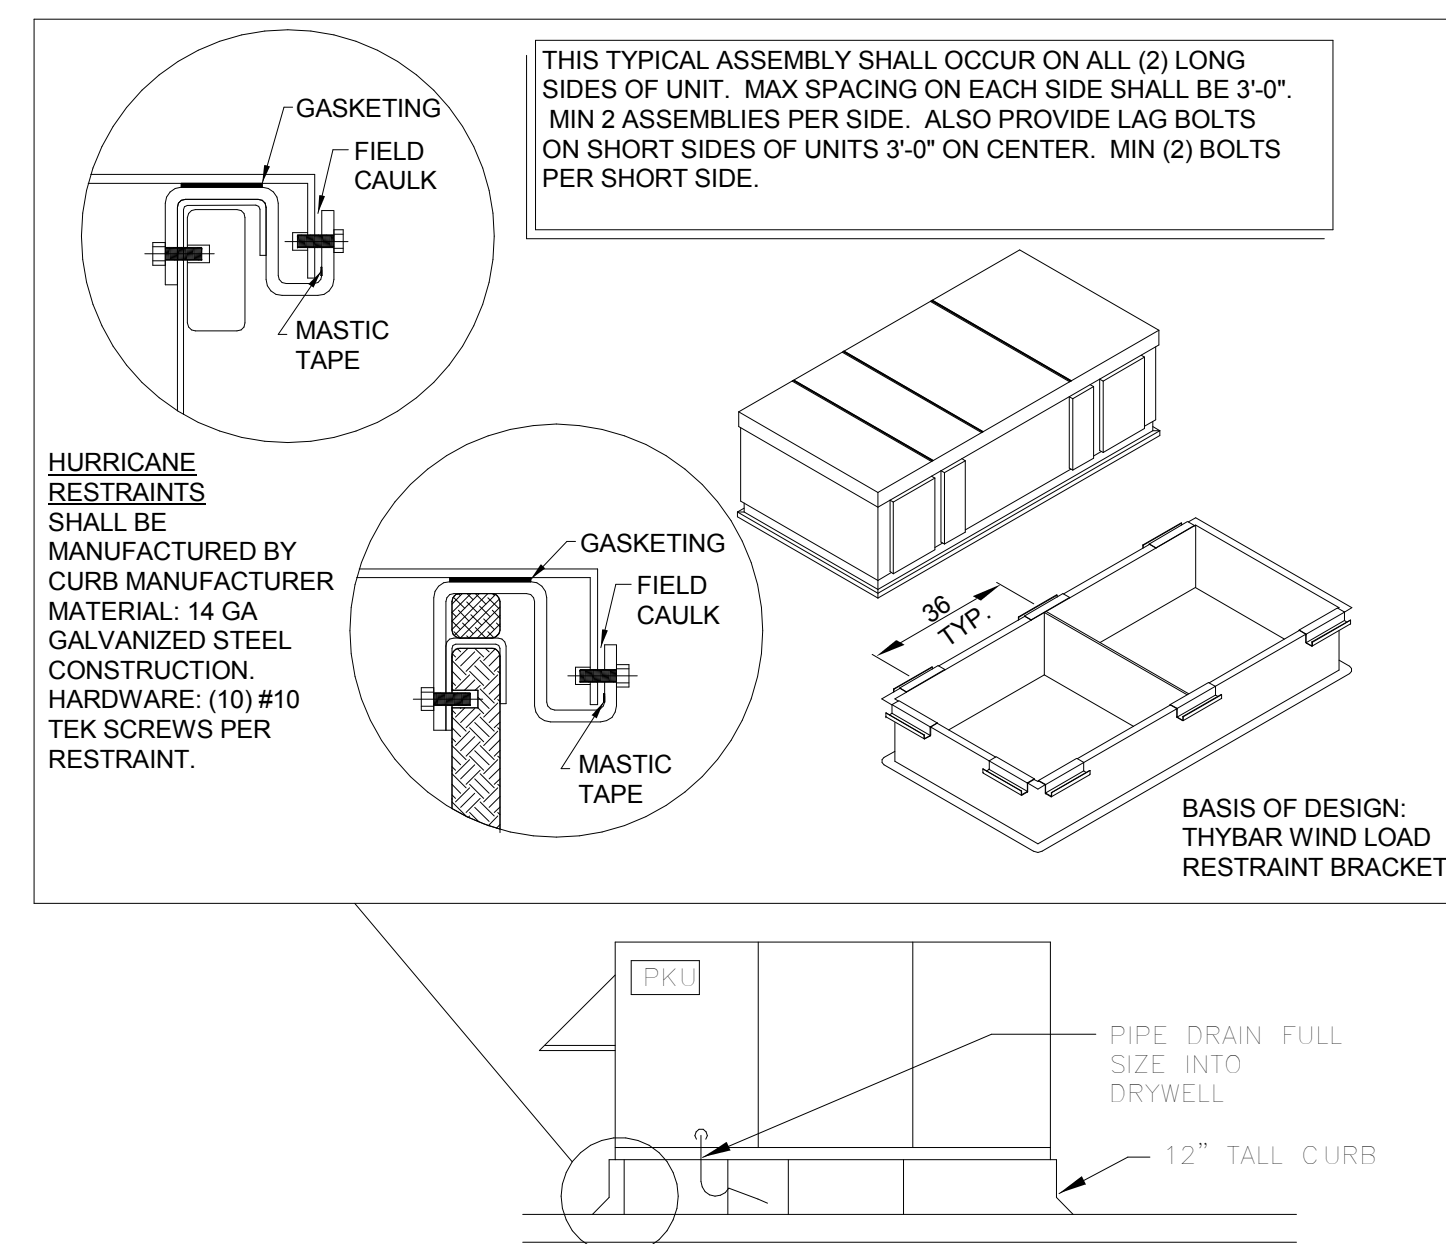 THIS TYPICAL ASSEMBLY SHALL OCCUR ON ALL (2) LONG
SIDES OF UNIT. MAX SPACING ON EACH SIDE SHALL BE 3'-0".
MIN 2 ASSEMBLIES PER SIDE. ALSO PROVIDE LAG BOLTS
ON SHORT SIDES OF UNITS 3'-0" ON CENTER. MIN (2) BOLTS
PER SHORT SIDE.
GASKETING
FIELD
CAULK
MASTIC
TAPE
HURRICANE
RESTRAINTS
SHALL BE
MANUFACTURED BY
CURB MANUFACTURER
MATERIAL: 14 GA
GALVANIZED STEEL
CONSTRUCTION.
HARDWARE: (10) #10
TEK SCREWS PER
RESTRAINT.
GASKETING
FIELD
CAULK
MASTIC
TAPE
36
TYP.
BASIS OF DESIGN:
THYBAR WIND LOAD
RESTRAINT BRACKET
PKU
PIPE DRAIN FULL
SIZE INTO
DRYWELL
12" TALL CURB